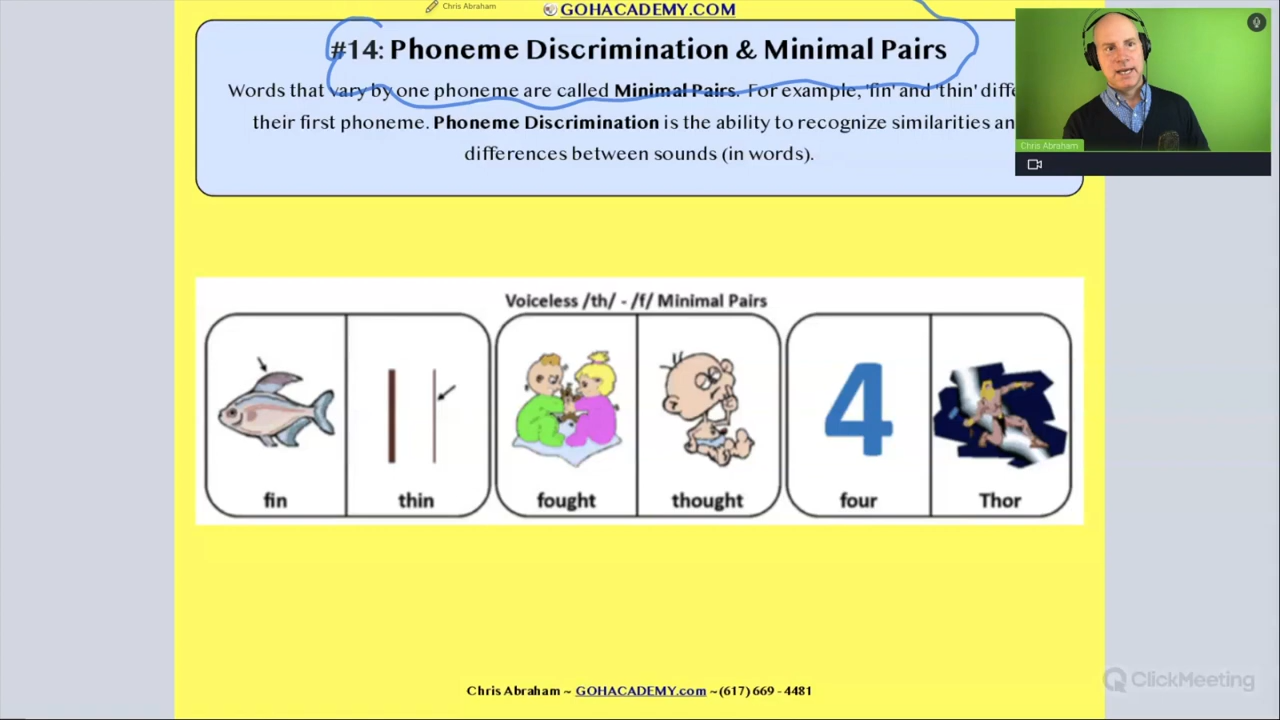 Chris Abraham
GOHACADEMY.COM
#14: Phoneme Discrimination & Minimal Pairs
Words that vary by one phoneme are called Minimal Pairs. For example, 'fin' and 'thin' diffe
their first phoneme. Phoneme Discrimination is the ability to recognize similarities an
differences between sounds (in words).
Chris Abraham
Voiceless /th/ - /f/ Minimal Pairs
4
fin thin fought thought four Thor
ClickMeeting
Chris Abraham ~ GOHACADEMY.com ~(617) 669 - 4481